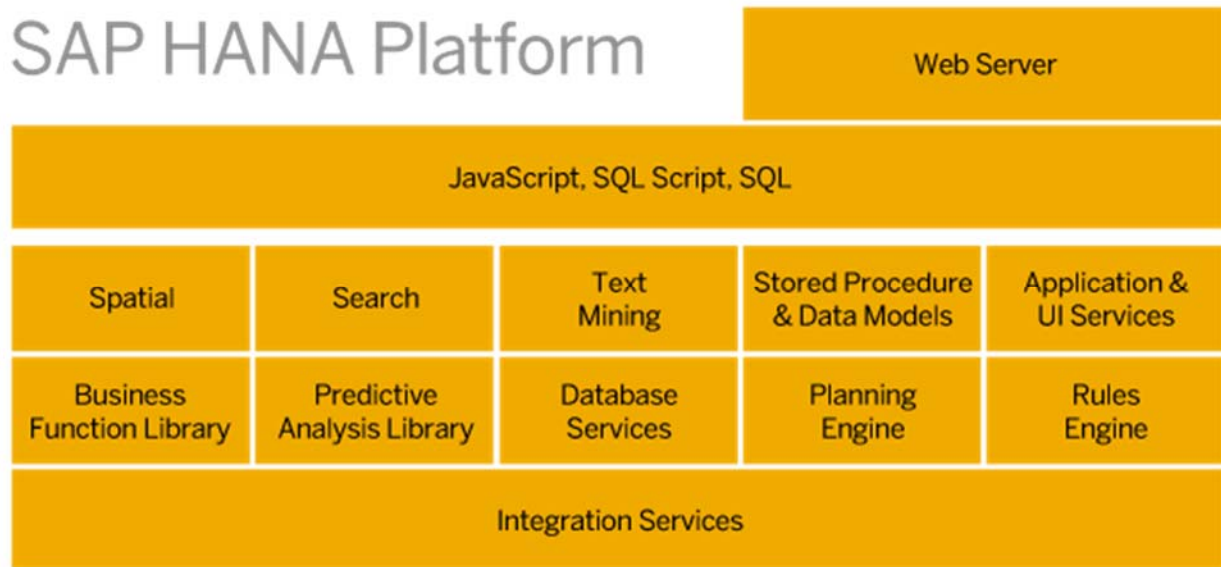 SAP HANA Platform
Web Server
JavaScript, SQL Script, SQL
Spatial
Search
Text
Mining
Stored Procedure
& Data Models
Application &
UI Services
Business
Function Library
Predictive
Analysis Library
Database
Services
Planning
Engine
Rules
Engine
Integration Services